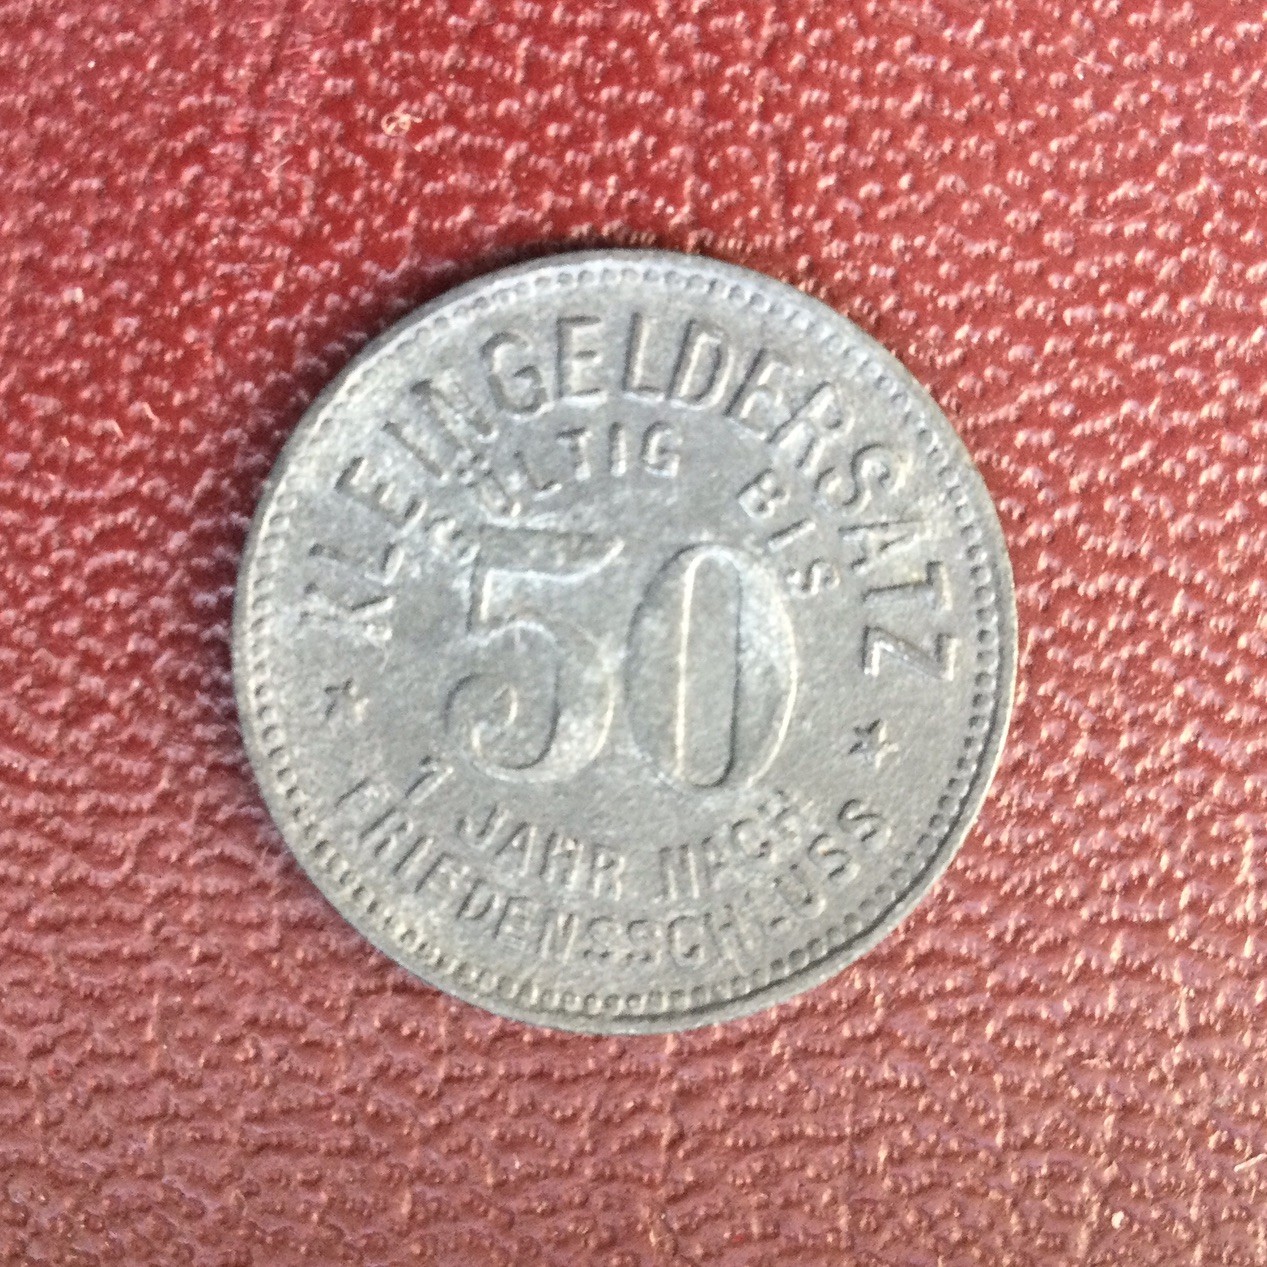 KLEINGELDERSATZ
GÜLTIG BIS
50
1 JAHR NACH
FRIEDENSSCHLUSS